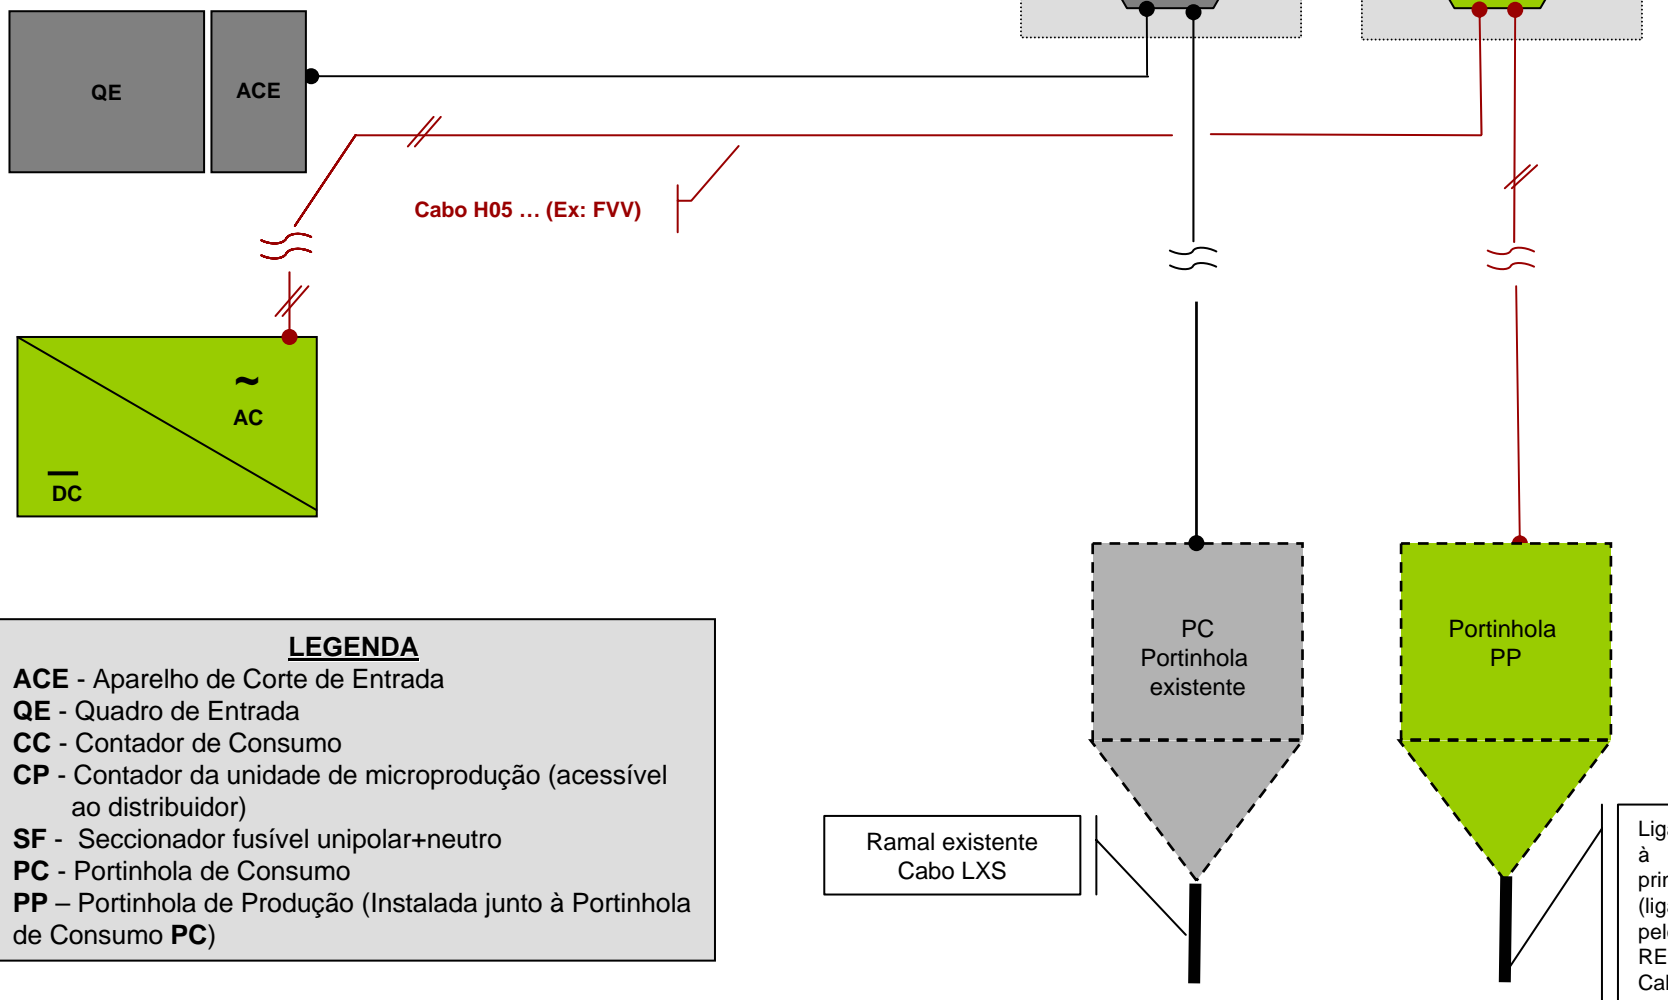 QE
ACE
Cabo H05 ... (Ex: FVV)
~
AC
DC
LEGENDA
ACE - Aparelho de Corte de Entrada
QE - Quadro de Entrada
CC - Contador de Consumo
CP - Contador da unidade de microprodução (acessível
ao distribuidor)
SF - Seccionador fusível unipolar+neutro
PC - Portinhola de Consumo
PP – Portinhola de Produção (Instalada junto à Portinhola
de Consumo PC)
PC
Portinhola
existente
Portinhola
PP
Ramal existente
Cabo LXS
à